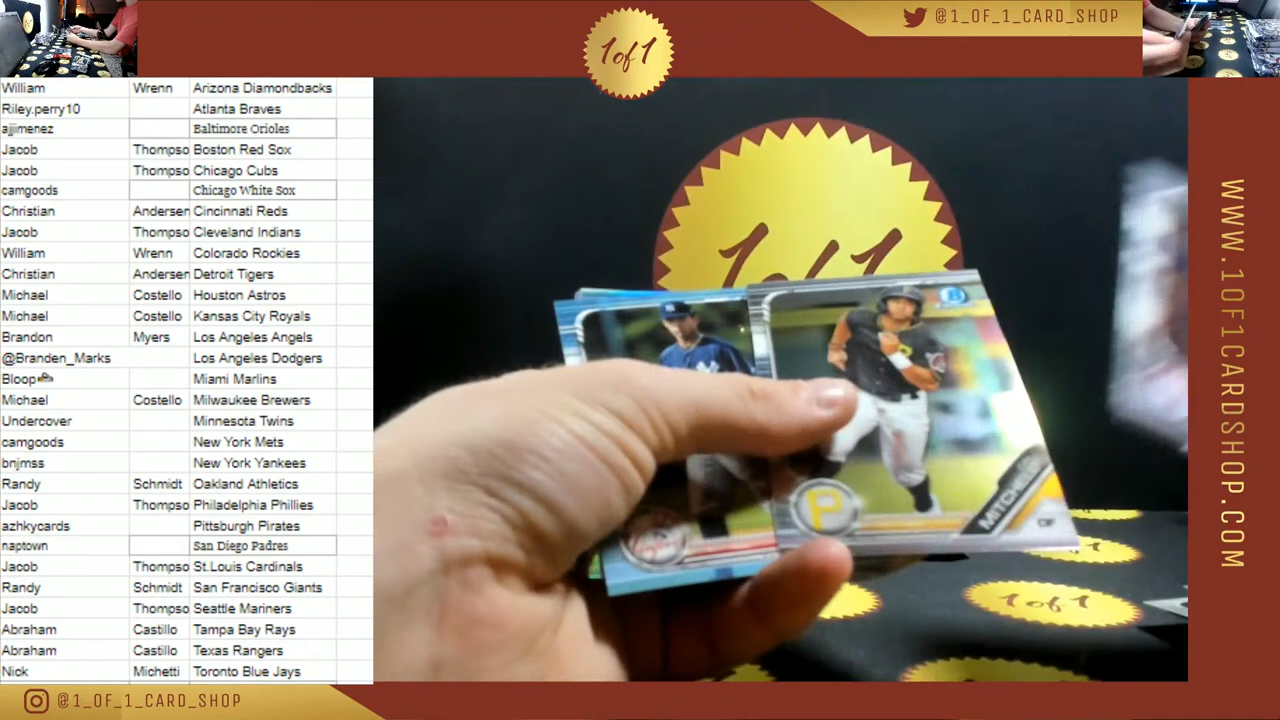 1of1
@1_OF_1_CARD_SHOP
William Wrenn Arizona Diamondbacks
Riley.perry10 Atlanta Braves
ajjimenez Baltimore Orioles
Jacob Thompso Boston Red Sox
Jacob Thompso Chicago Cubs
camgoods Chicago White Sox
Christian Andersen Cincinnati Reds
Jacob Thompso Cleveland Indians
William Wrenn Colorado Rockies
Christian Andersen Detroit Tigers
Michael Costello Houston Astros
Michael Costello Kansas City Royals
Brandon Myers Los Angeles Angels
@Branden_Marks Los Angeles Dodgers
Bloop Miami Marlins
Michael Costello Milwaukee Brewers
Undercover Minnesota Twins
camgoods New York Mets
bnjmss New York Yankees
Randy Schmidt Oakland Athletics
Jacob Thompso Philadelphia Phillies
azhkycards Pittsburgh Pirates
naptown San Diego Padres
Jacob Thompso St.Louis Cardinals
Randy Schmidt San Francisco Giants
Jacob Thompso Seattle Mariners
Abraham Castillo Tampa Bay Rays
Abraham Castillo Texas Rangers
Nick Michetti Toronto Blue Jays
1of1
B
P
1of1
WWW.1OF1CARDSHOP.COM
@1_OF_1_CARD_SHOP